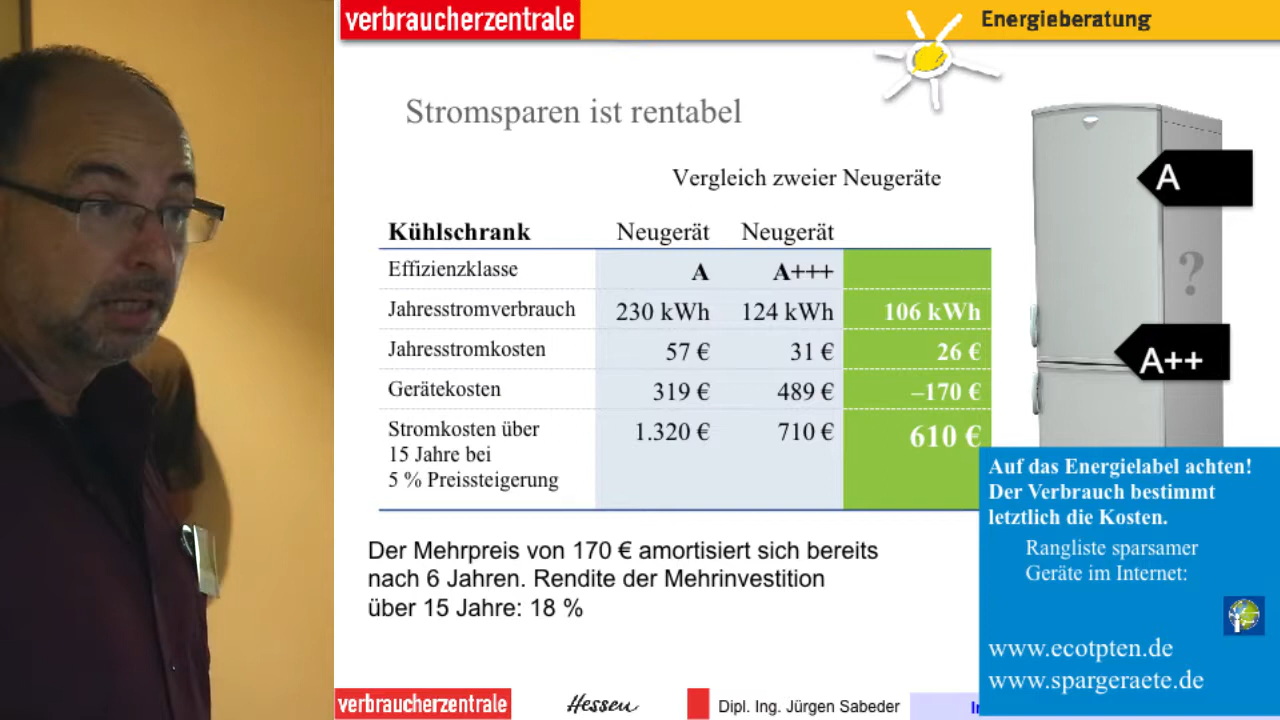 verbraucherzentrale
Energieberatung
Stromsparen ist rentabel
Vergleich zweier Neugeräte
Kühlschrank Neugerät Neugerät
Effizienzklasse A A+++
Jahresstromverbrauch 230 kWh 124 kWh 106 kWh
Jahresstromkosten 57 € 31 € 26 €
Gerätekosten 319 € 489 € –170 €
Stromkosten über 1.320 € 710 € 610 €
15 Jahre bei
5 % Preissteigerung
A
?
A++
Der Mehrpreis von 170 € amortisiert sich bereits
nach 6 Jahren. Rendite der Mehrinvestition
über 15 Jahre: 18 %
Auf das Energielabel achten!
Der Verbrauch bestimmt
letztlich die Kosten.
Rangliste sparsamer
Geräte im Internet:
www.ecotpten.de
www.spargeraete.de
verbraucherzentrale
Hessen
Dipl. Ing. Jürgen Sabeder